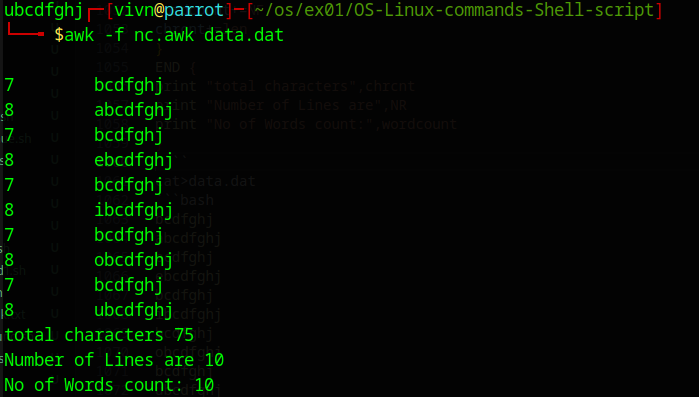 ubcdfghj┌─[vivn@parrot]─[~/os/ex01/OS-Linux-commands-Shell-script]
└──╼ $awk -f nc.awk data.dat
7 bcdfghj
8 abcdfghj
7 bcdfghj
8 ebcdfghj
7 bcdfghj
8 ibcdfghj
7 bcdfghj
8 obcdfghj
7 bcdfghj
8 ubcdfghj
total characters 75
Number of Lines are 10
No of Words count: 10